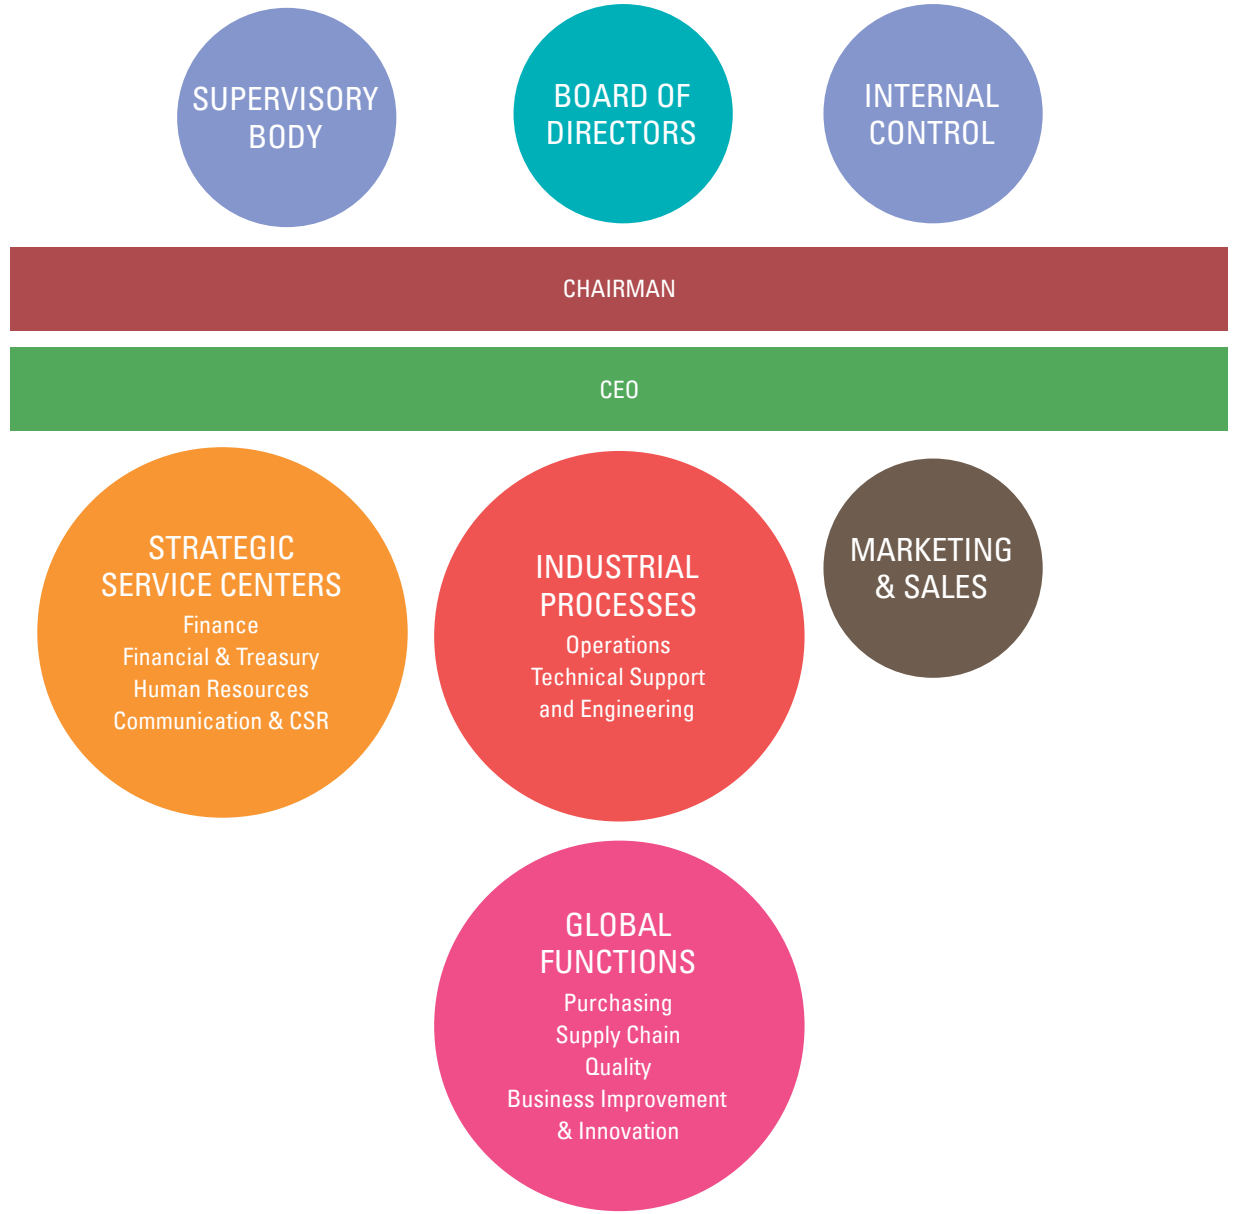 SUPERVISORY
BODY
BOARD OF
DIRECTORS
INTERNAL
CONTROL
CHAIRMAN
CEO
STRATEGIC
SERVICE CENTERS
Finance
Financial & Treasury
Human Resources
Communication & CSR
INDUSTRIAL
PROCESSES
Operations
Technical Support
and Engineering
MARKETING
& SALES
GLOBAL
FUNCTIONS
Purchasing
Supply Chain
Quality
Business Improvement
& Innovation